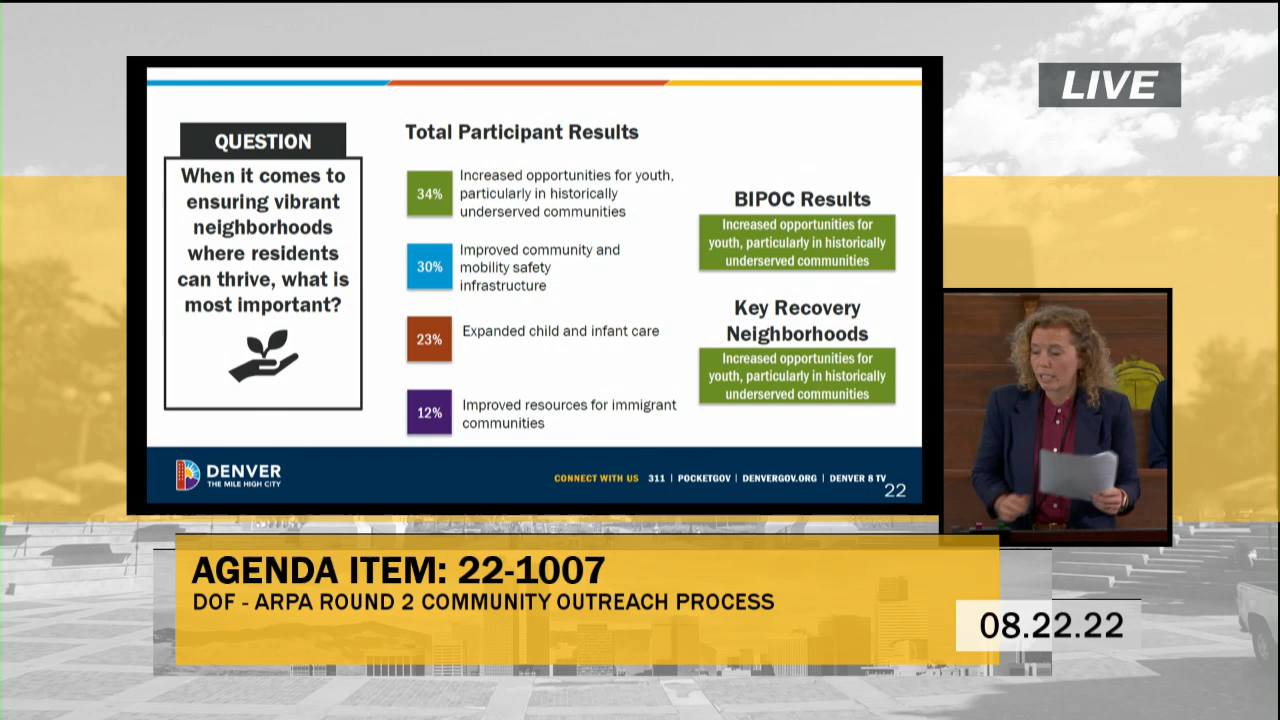 LIVE
QUESTION
When it comes to
ensuring vibrant
neighborhoods
where residents
can thrive, what is
most important?
Total Participant Results
34%
Increased opportunities for youth,
particularly in historically
underserved communities
30%
Improved community and
mobility safety
infrastructure
23%
Expanded child and infant care
12%
Improved resources for immigrant
communities
BIPOC Results
Increased opportunities for
youth, particularly in historically
underserved communities
Key Recovery
Neighborhoods
Increased opportunities for
youth, particularly in historically
underserved communities
DENVER
THE MILE HIGH CITY
CONNECT WITH US 311 | POCKETGOV | DENVERGOV.ORG | DENVER 8 TV
22
AGENDA ITEM: 22-1007
DOF - ARPA ROUND 2 COMMUNITY OUTREACH PROCESS
08.22.22